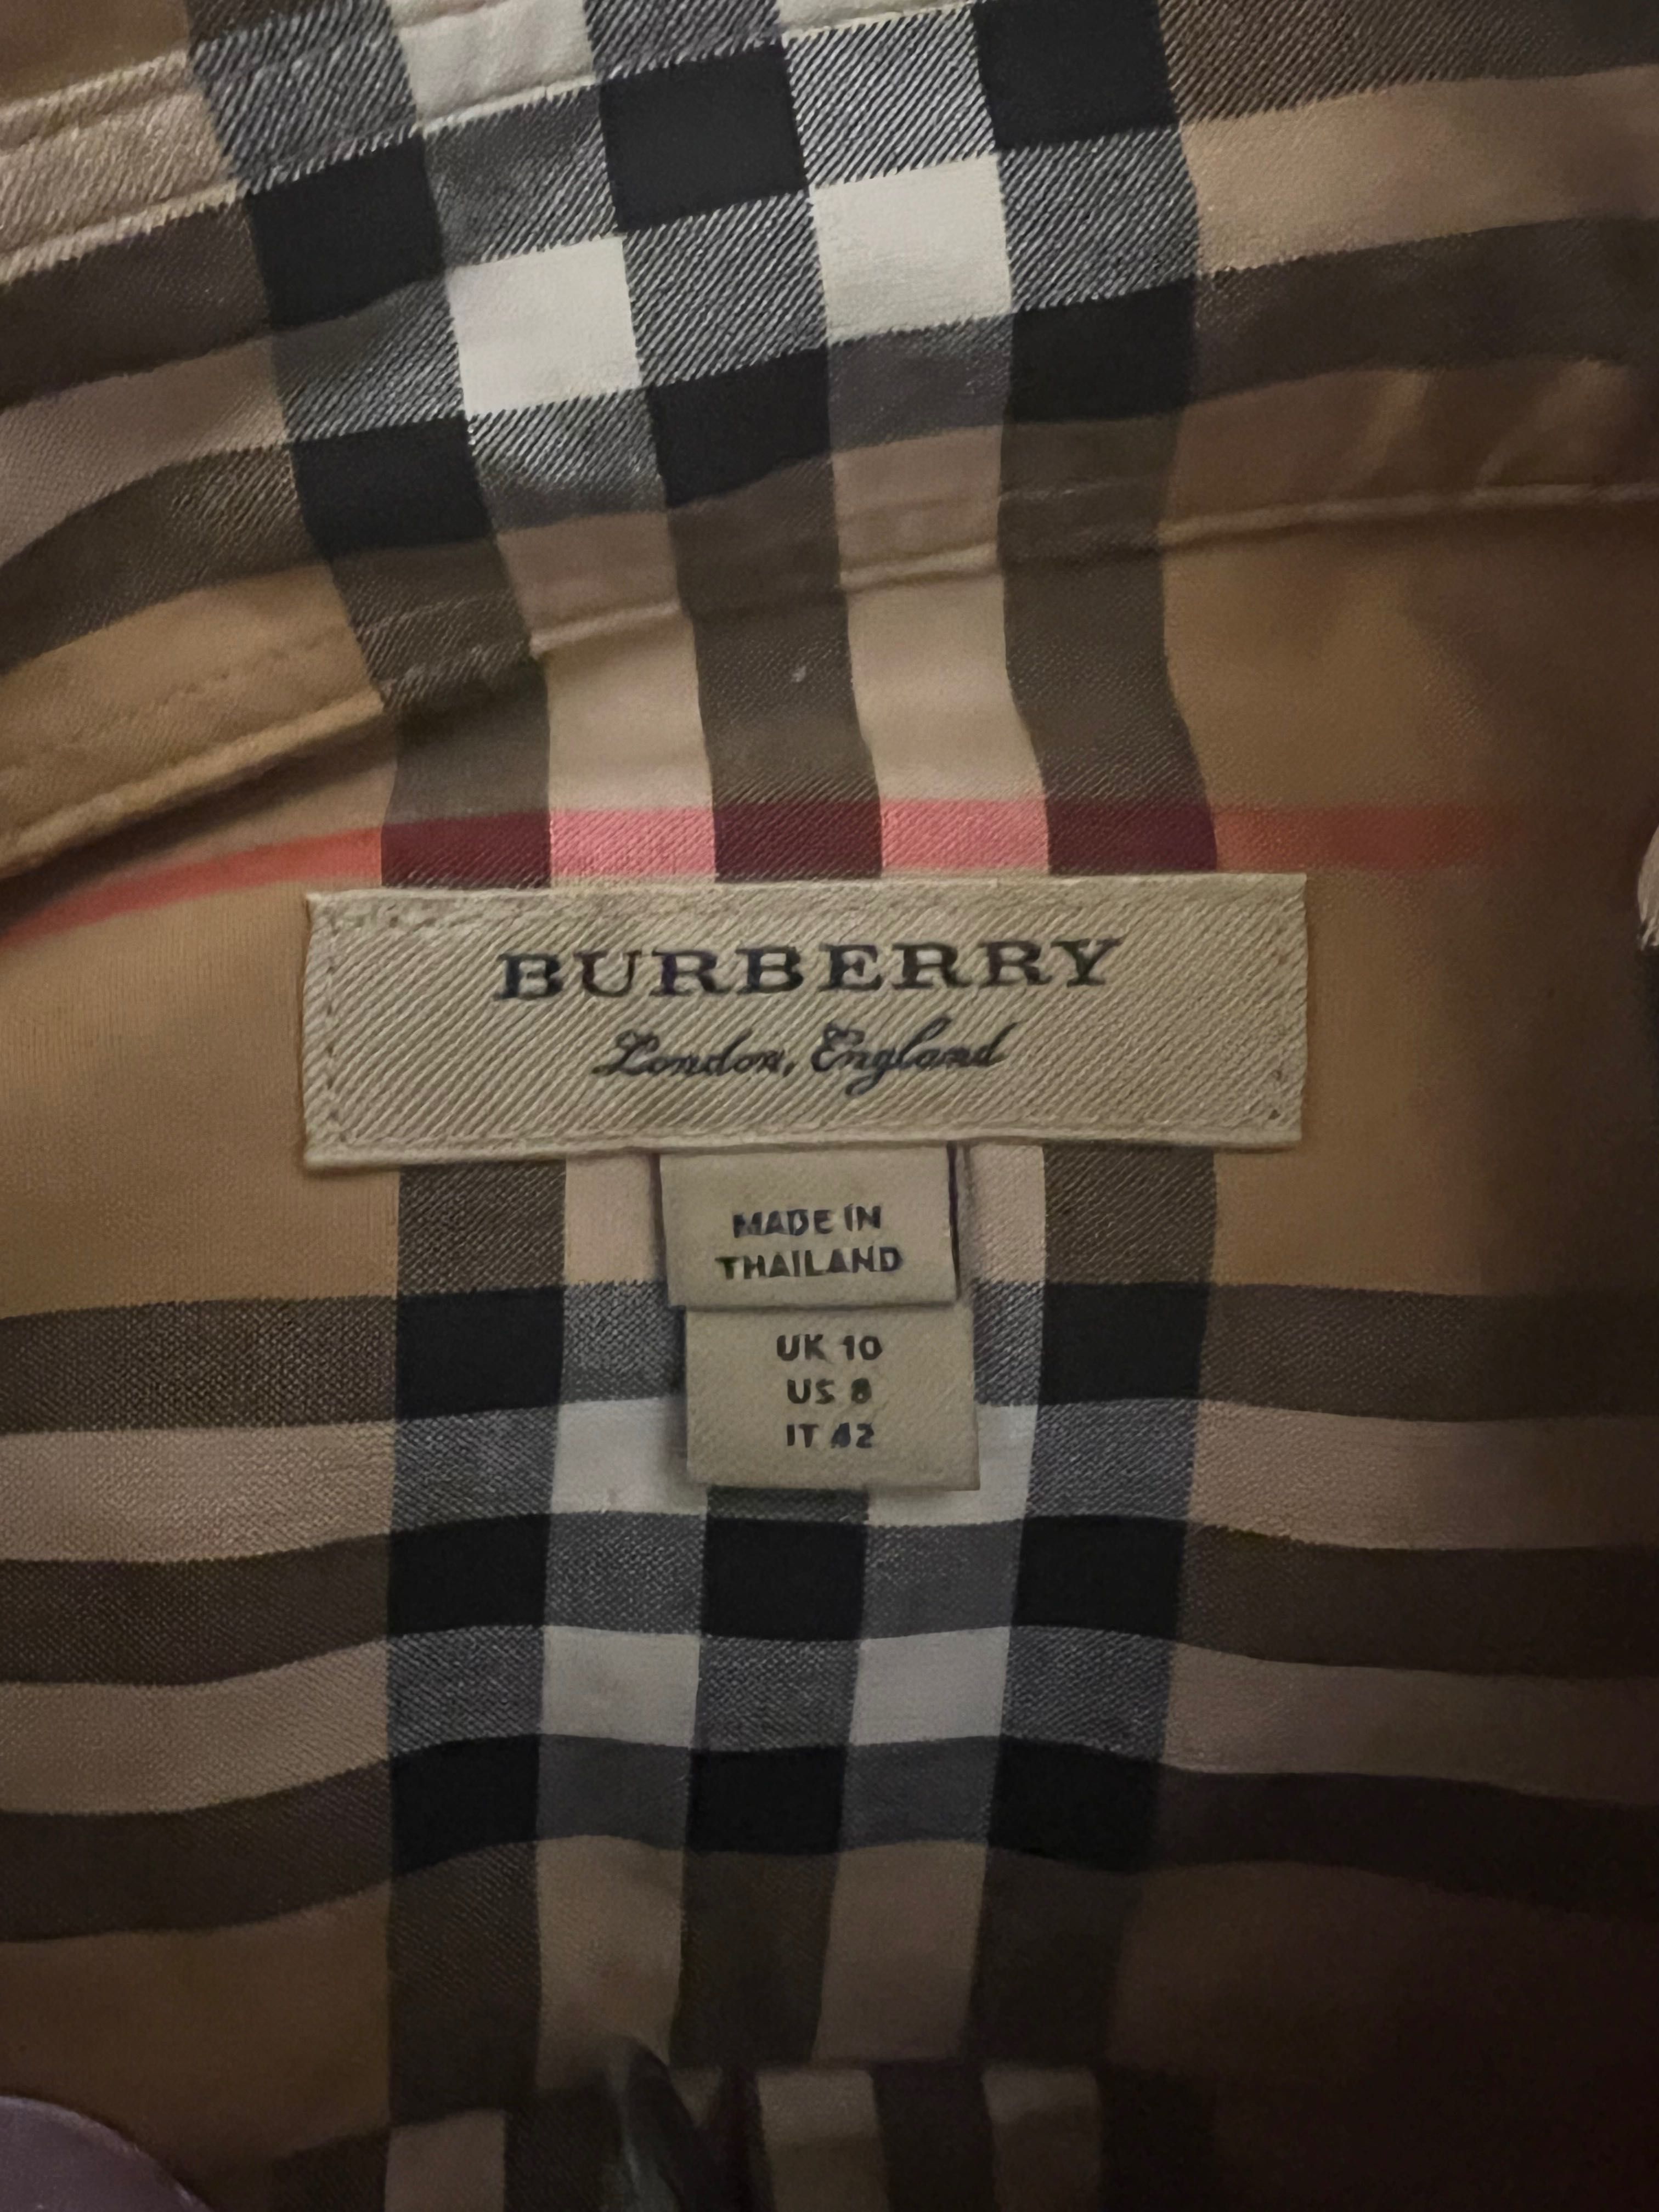 BURBERRY
London, England
MADE IN
THAILAND
UK 10
US 8
IT 42